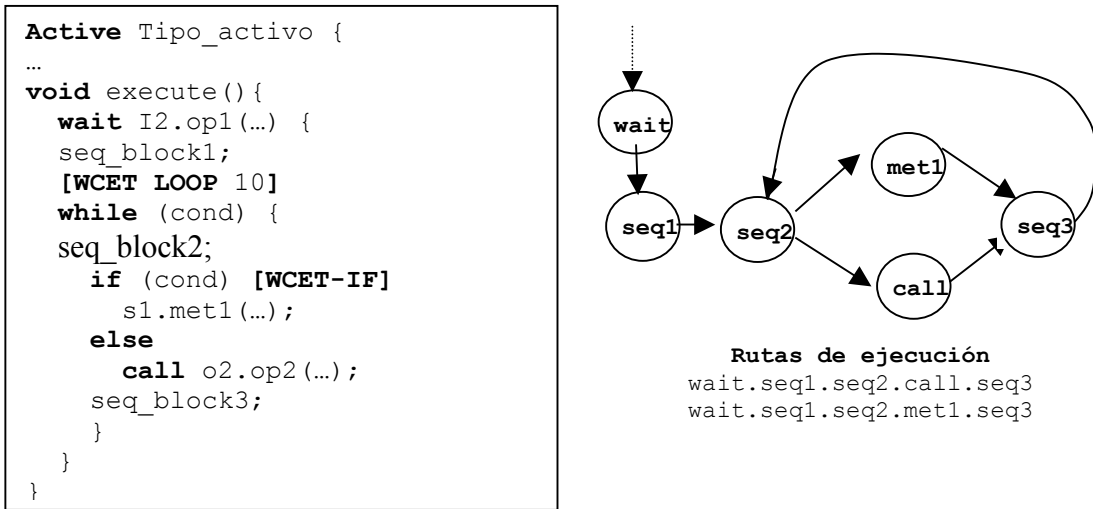 Active Tipo_activo {
…
void execute(){
wait I2.op1(…) {
seq_block1;
[WCET LOOP 10]
while (cond) {
seq_block2;
if (cond) [WCET-IF]
s1.met1(…);
else
call o2.op2(…);
seq_block3;
}
}
}
wait
met1
seq1
seq2
seq3
call
Rutas de ejecución
wait.seq1.seq2.call.seq3
wait.seq1.seq2.met1.seq3